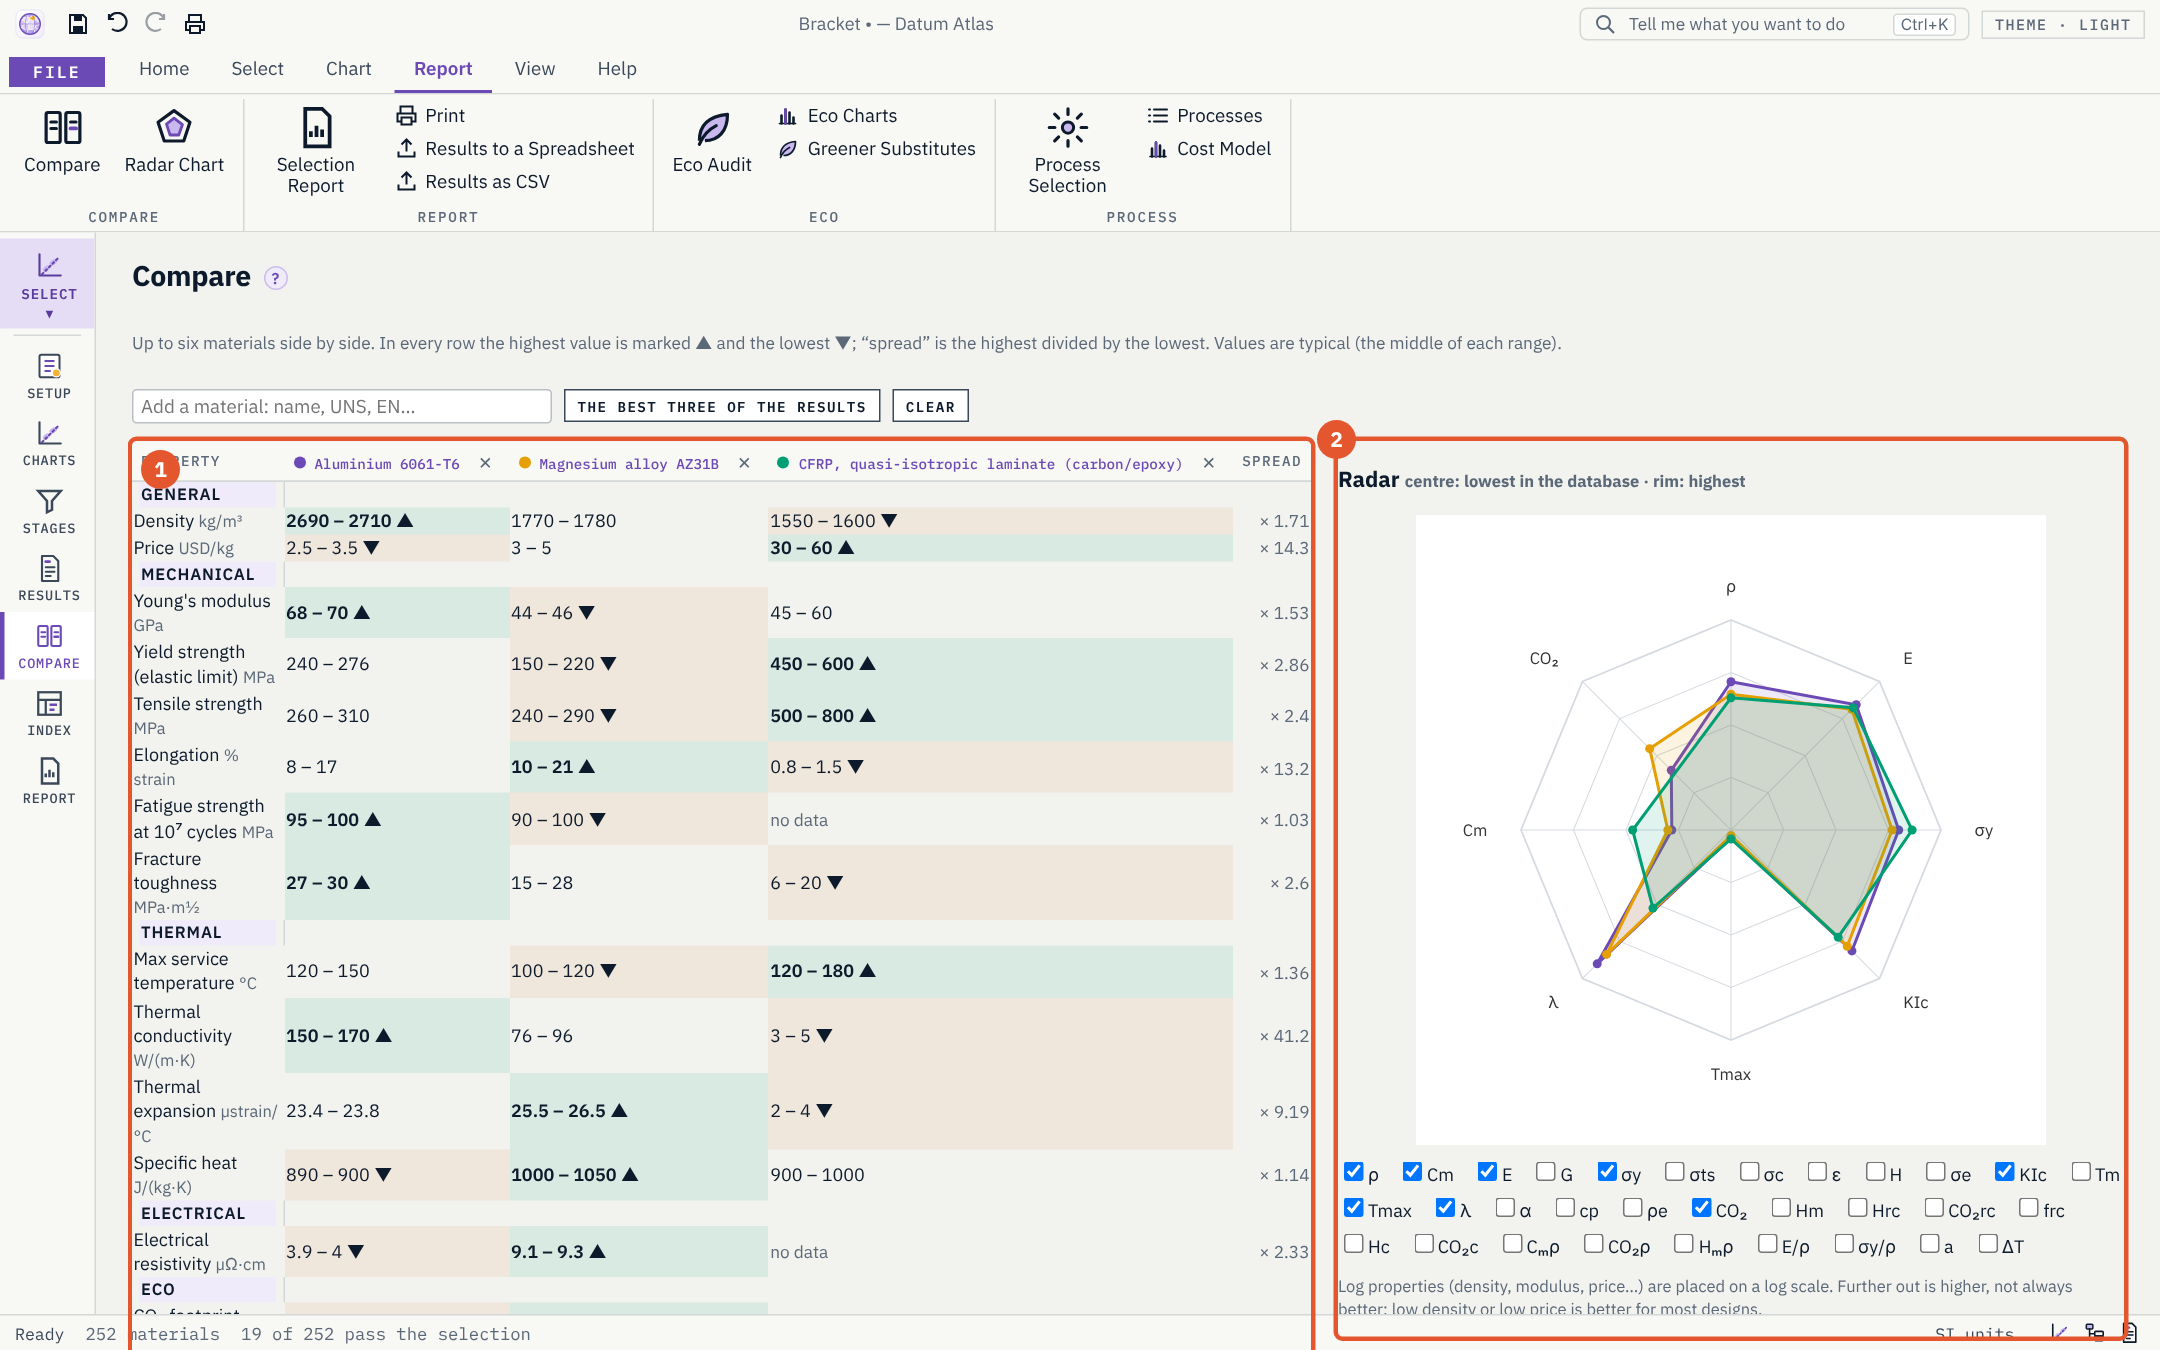 Bracket • — Datum Atlas
Tell me what you want to do
Ctrl+K
THEME · LIGHT
FILE
Home
Select
Chart
Report
View
Help
Compare
Radar Chart
COMPARE
Selection Report
Print
Results to a Spreadsheet
Results as CSV
REPORT
Eco Audit
Eco Charts
Greener Substitutes
ECO
Process Selection
Processes
Cost Model
PROCESS
SELECT
▼
SETUP
CHARTS
STAGES
RESULTS
COMPARE
INDEX
REPORT
Compare ?
Up to six materials side by side. In every row the highest value is marked ▲ and the lowest ▼; “spread” is the highest divided by the lowest. Values are typical (the middle of each range).
Add a material: name, UNS, EN…
THE BEST THREE OF THE RESULTS
CLEAR
1
Aluminium 6061-T6 ✕
Magnesium alloy AZ31B ✕
CFRP, quasi-isotropic laminate (carbon/epoxy) ✕
SPREAD
GENERAL
Density kg/m³ 2690 – 2710 ▲ 1770 – 1780 1550 – 1600 ▼ × 1.71
Price USD/kg 2.5 – 3.5 ▼ 3 – 5 30 – 60 ▲ × 14.3
MECHANICAL
Young's modulus GPa 68 – 70 ▲ 44 – 46 ▼ 45 – 60 × 1.53
Yield strength (elastic limit) MPa 240 – 276 150 – 220 ▼ 450 – 600 ▲ × 2.86
Tensile strength MPa 260 – 310 240 – 290 ▼ 500 – 800 ▲ × 2.4
Elongation % strain 8 – 17 10 – 21 ▲ 0.8 – 1.5 ▼ × 13.2
Fatigue strength at 10⁷ cycles MPa 95 – 100 ▲ 90 – 100 ▼ no data × 1.03
Fracture toughness MPa·m½ 27 – 30 ▲ 15 – 28 6 – 20 ▼ × 2.6
THERMAL
Max service temperature °C 120 – 150 100 – 120 ▼ 120 – 180 ▲ × 1.36
Thermal conductivity W/(m·K) 150 – 170 ▲ 76 – 96 3 – 5 ▼ × 41.2
Thermal expansion µstrain/°C 23.4 – 23.8 25.5 – 26.5 ▲ 2 – 4 ▼ × 9.19
Specific heat J/(kg·K) 890 – 900 ▼ 1000 – 1050 ▲ 900 – 1000 × 1.14
ELECTRICAL
Electrical resistivity µΩ·cm 3.9 – 4 ▼ 9.1 – 9.3 ▲ no data × 2.33
ECO
2
Radar centre: lowest in the database · rim: highest
ρ
CO₂
E
Cm
σy
λ
KIc
Tmax
ρ Cm E G σy σts σc ε H σe KIc Tm
Tmax λ α cp ρe CO₂ Hm Hrc CO₂rc frc
Hc CO₂c Cₘρ CO₂ρ Hₘρ E/ρ σy/ρ a ΔT
Log properties (density, modulus, price…) are placed on a log scale. Further out is higher, not always
better: low density or low price is better for most designs.
Ready 252 materials 19 of 252 pass the selection
SI units